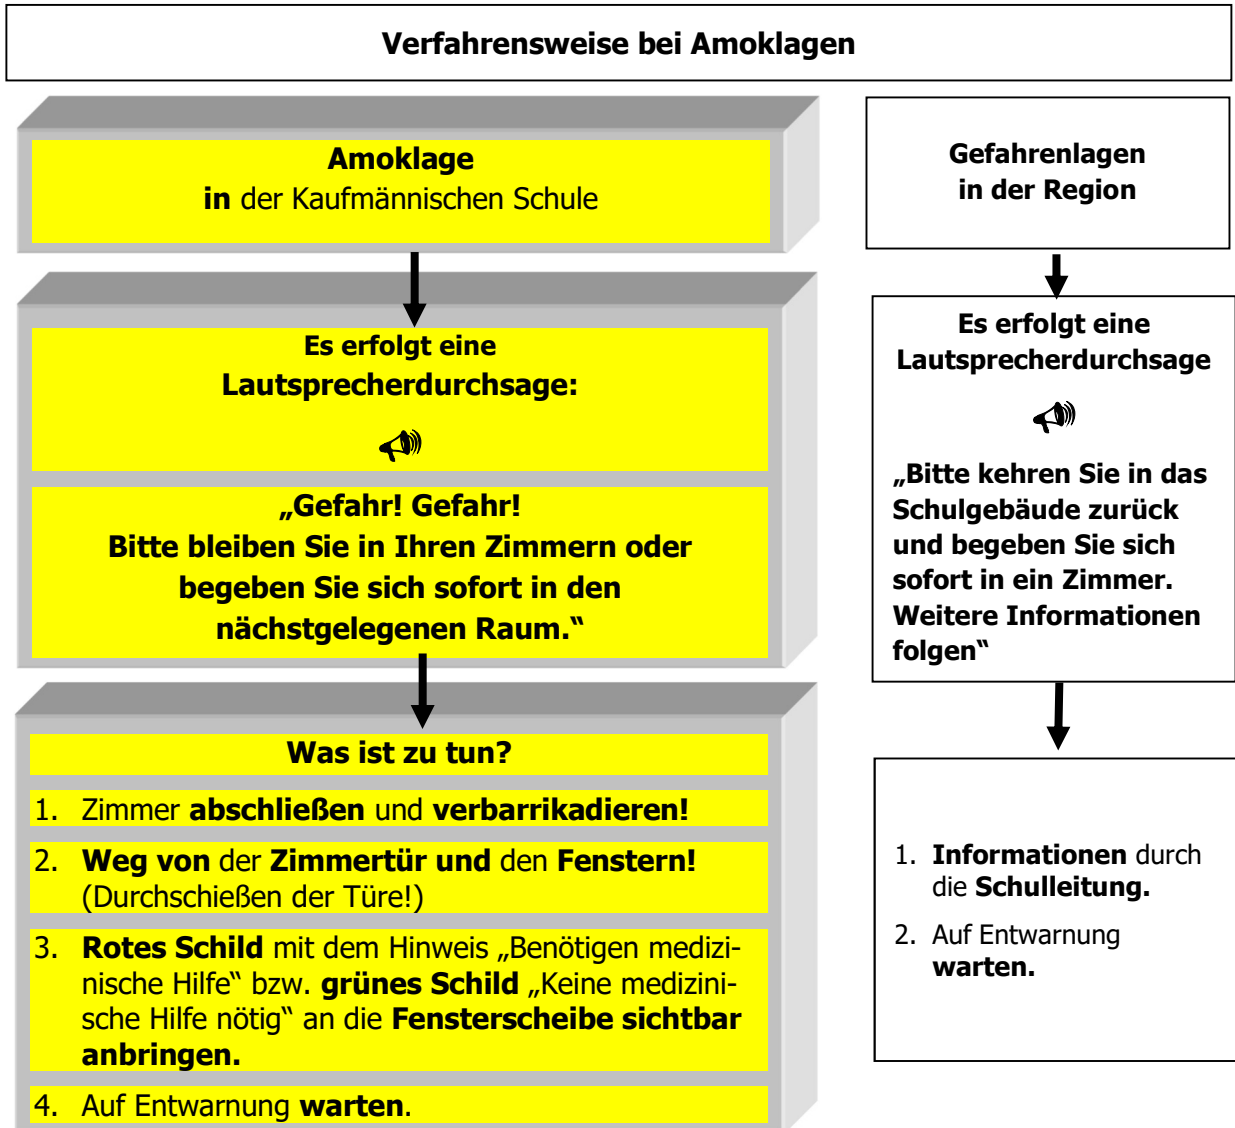 Verfahrensweise bei Amoklagen
Amoklage
in der Kaufmännischen Schule
Es erfolgt eine
Lautsprecherdurchsage:
„Gefahr! Gefahr!
Bitte bleiben Sie in Ihren Zimmern oder
begeben Sie sich sofort in den
nächstgelegenen Raum.“
Was ist zu tun?
1. Zimmer abschließen und verbarrikadieren!
2. Weg von der Zimmertür und den Fenstern!
(Durchschießen der Türe!)
3. Rotes Schild mit dem Hinweis „Benötigen medizi-
nische Hilfe“ bzw. grünes Schild „Keine medizini-
sche Hilfe nötig“ an die Fensterscheibe sichtbar
anbringen.
4. Auf Entwarnung warten.
Gefahrenlagen
in der Region
Es erfolgt eine
Lautsprecherdurchsage
„Bitte kehren Sie in das
Schulgebäude zurück
und begeben Sie sich
sofort in ein Zimmer.
Weitere Informationen
folgen“
1. Informationen durch
die Schulleitung.
2. Auf Entwarnung
warten.